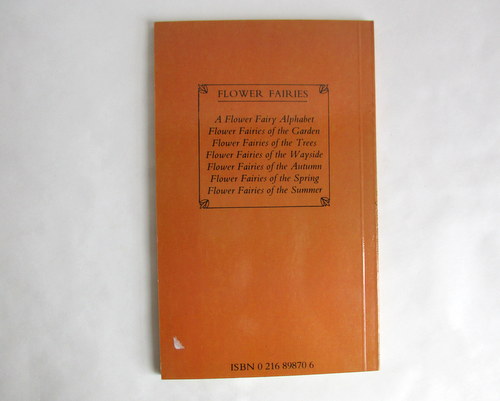 FLOWER FAIRIES
A Flower Fairy Alphabet
Flower Fairies of the Garden
Flower Fairies of the Trees
Flower Fairies of the Wayside
Flower Fairies of the Autumn
Flower Fairies of the Spring
Flower Fairies of the Summer
ISBN 0 216 89870 6